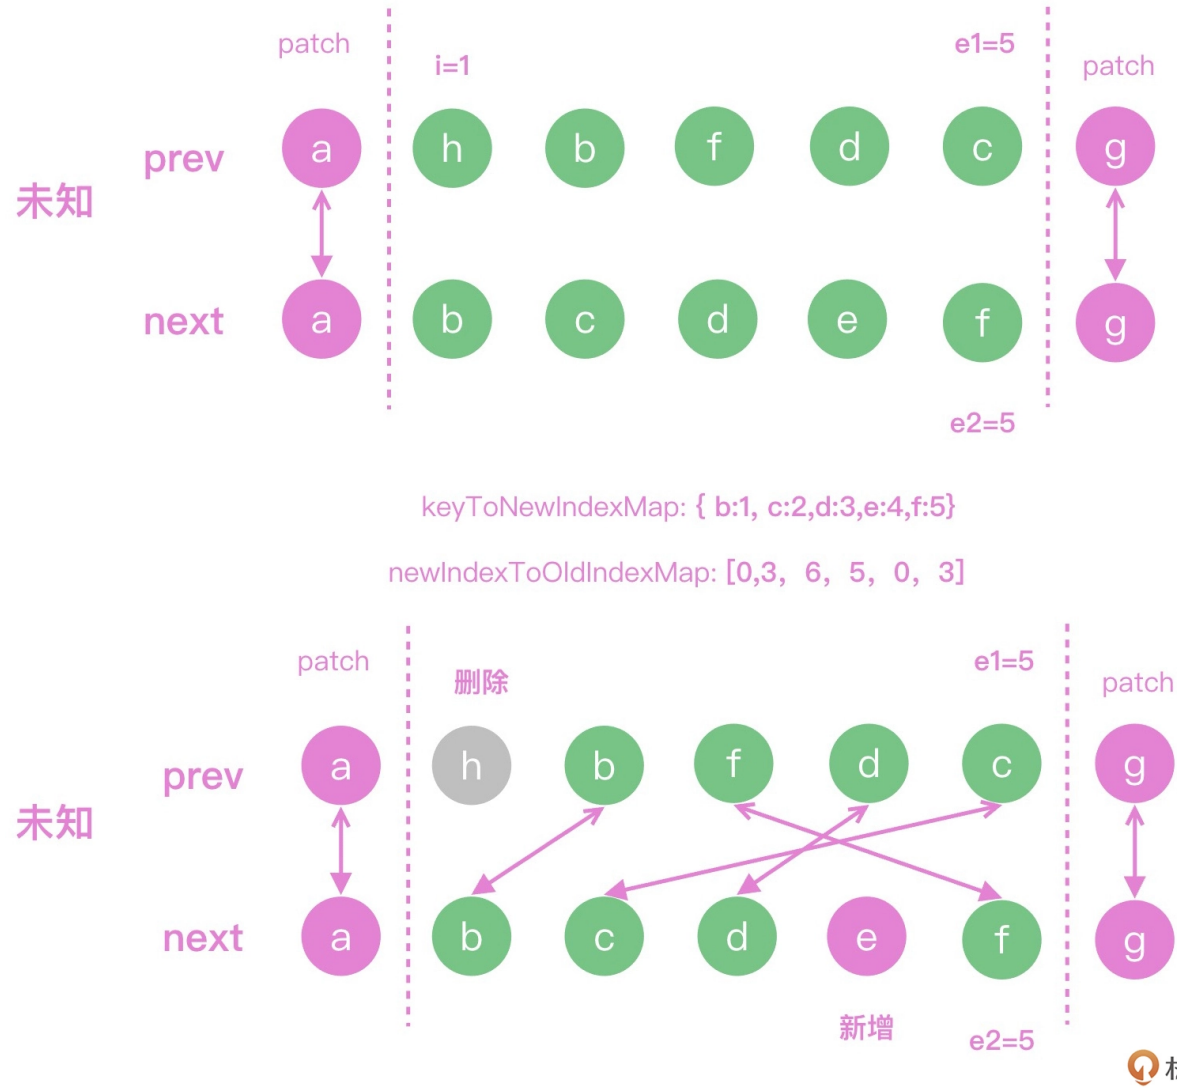 patch
i=1
e1=5
patch
prev
a
h
b
f
d
c
g
未知
next
a
b
c
d
e
f
g
e2=5
keyToNewIndexMap: { b:1, c:2,d:3,e:4,f:5}
newIndexToOldIndexMap: [0,3, 6, 5, 0, 3]
patch
删除
e1=5
patch
prev
a
h
b
f
d
c
g
未知
next
a
b
c
d
e
f
g
新增
e2=5